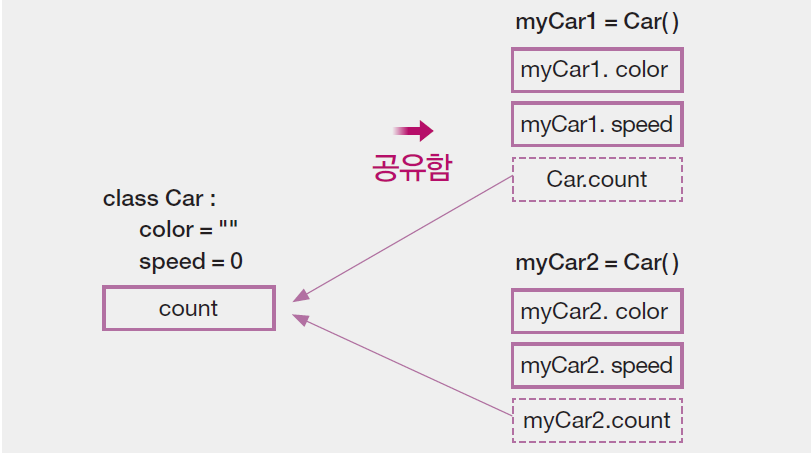 myCar1 = Car( )
myCar1. color
myCar1. speed
공유함
Car.count
class Car :
color = ""
speed = 0
count
myCar2 = Car( )
myCar2. color
myCar2. speed
myCar2.count